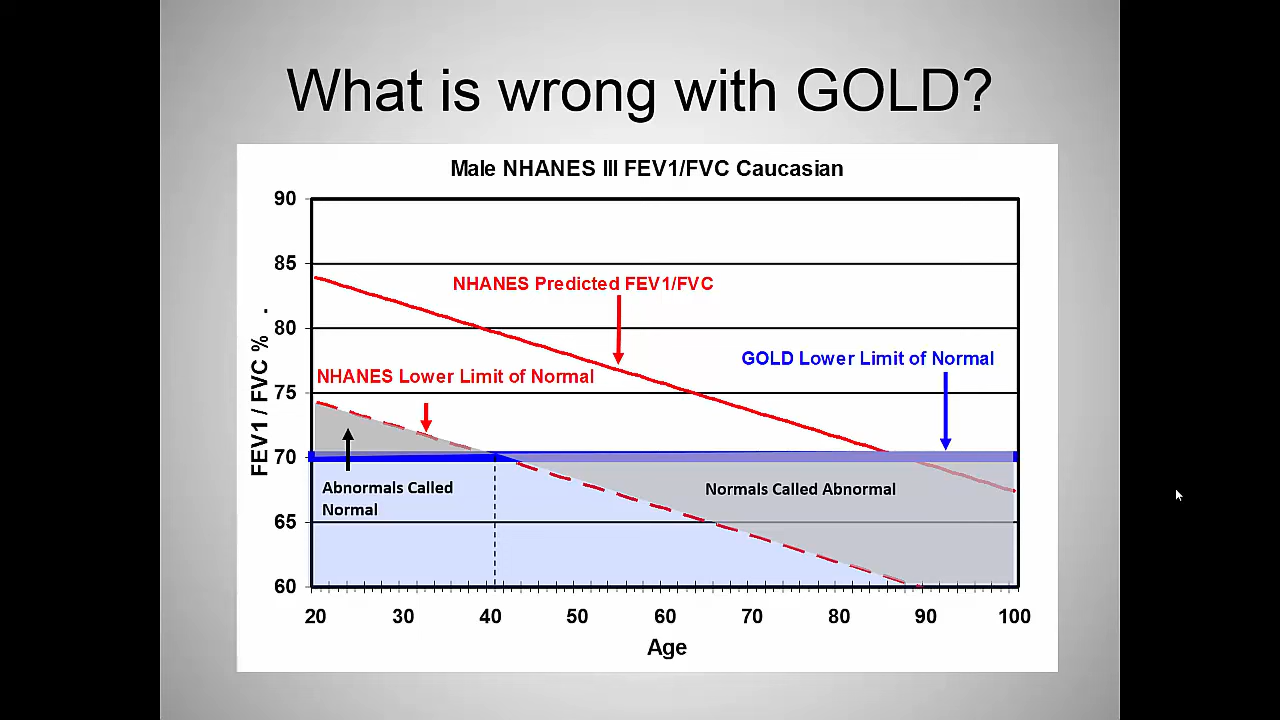 What is wrong with GOLD?
Male NHANES III FEV1/FVC Caucasian
FEV1 / FVC % .
90
85
80
75
70
65
60
NHANES Predicted FEV1/FVC
GOLD Lower Limit of Normal
NHANES Lower Limit of Normal
Abnormals Called
Normal
Normals Called Abnormal
20 30 40 50 60 70 80 90 100
Age